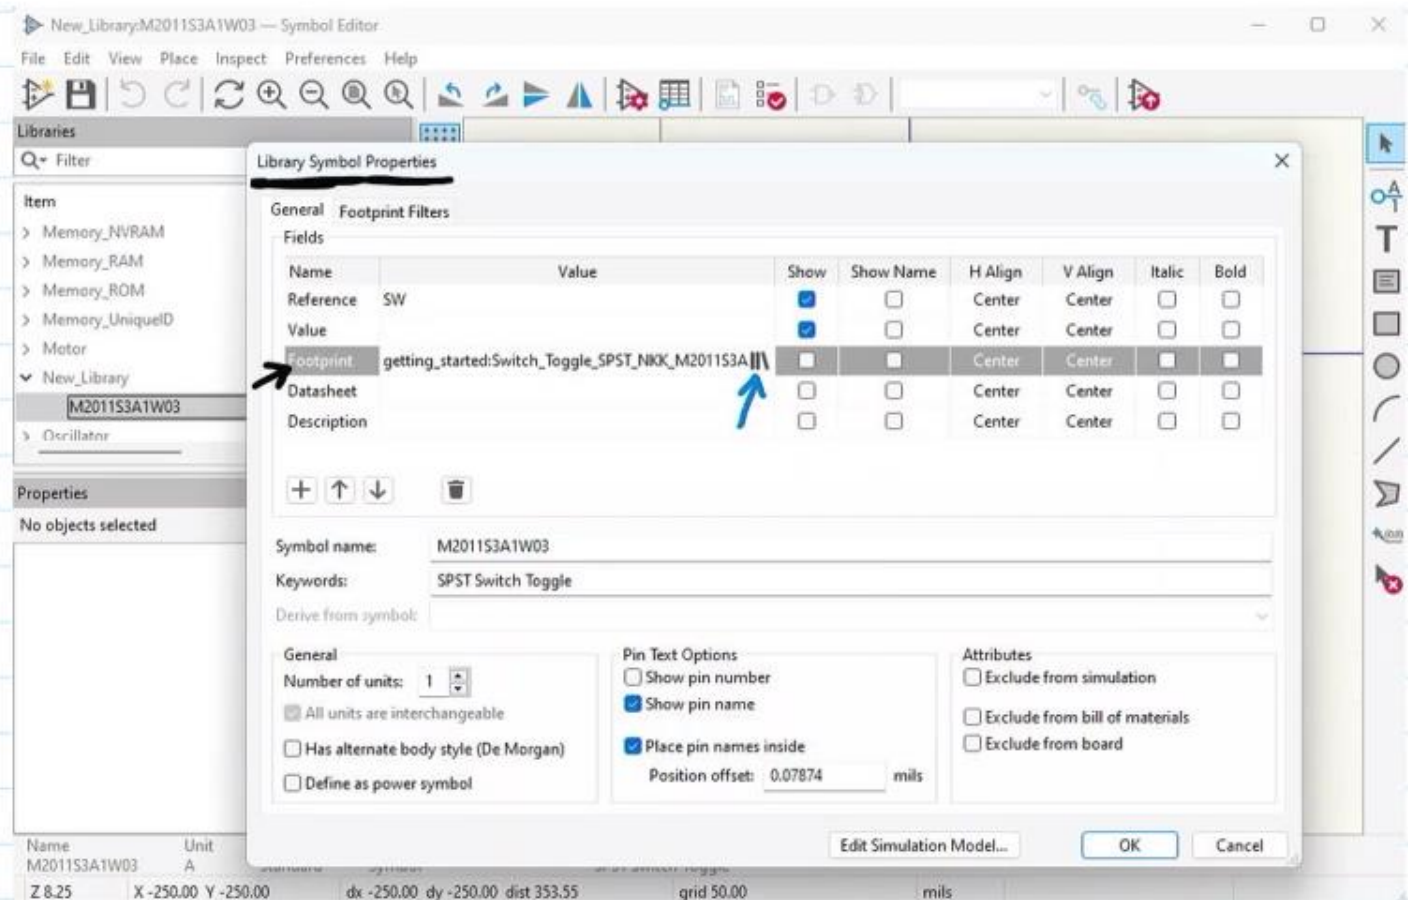 New_Library:M2011S3A1W03 — Symbol Editor
File Edit View Place Inspect Preferences Help
Libraries
Filter
Item
Memory_NVRAM
Memory_RAM
Memory_ROM
Memory_UniqueID
Motor
New_Library
M2011S3A1W03
Oscillator
Properties
No objects selected
Library Symbol Properties
General Footprint Filters
Fields
Name Value Show Show Name H Align V Align Italic Bold
Reference SW Center Center
Value Center Center
Footprint getting_started:Switch_Toggle_SPST_NKK_M2011S3A Center Center
Datasheet Center Center
Description Center Center
Symbol name: M2011S3A1W03
Keywords: SPST Switch Toggle
Derive from symbol:
General
Number of units: 1
All units are interchangeable
Has alternate body style (De Morgan)
Define as power symbol
Pin Text Options
Show pin number
Show pin name
Place pin names inside
Position offset: 0.07874 mils
Attributes
Exclude from simulation
Exclude from bill of materials
Exclude from board
Edit Simulation Model... OK Cancel
Name Unit
M2011S3A1W03 A
Z 8.25 X -250.00 Y -250.00 dx -250.00 dy -250.00 dist 353.55 grid 50.00 mils